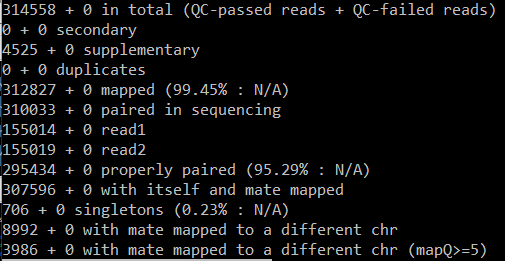 314558 + 0 in total (QC-passed reads + QC-failed reads)
0 + 0 secondary
4525 + 0 supplementary
0 + 0 duplicates
312827 + 0 mapped (99.45% : N/A)
310033 + 0 paired in sequencing
155014 + 0 read1
155019 + 0 read2
295434 + 0 properly paired (95.29% : N/A)
307596 + 0 with itself and mate mapped
706 + 0 singletons (0.23% : N/A)
8992 + 0 with mate mapped to a different chr
3986 + 0 with mate mapped to a different chr (mapQ>=5)